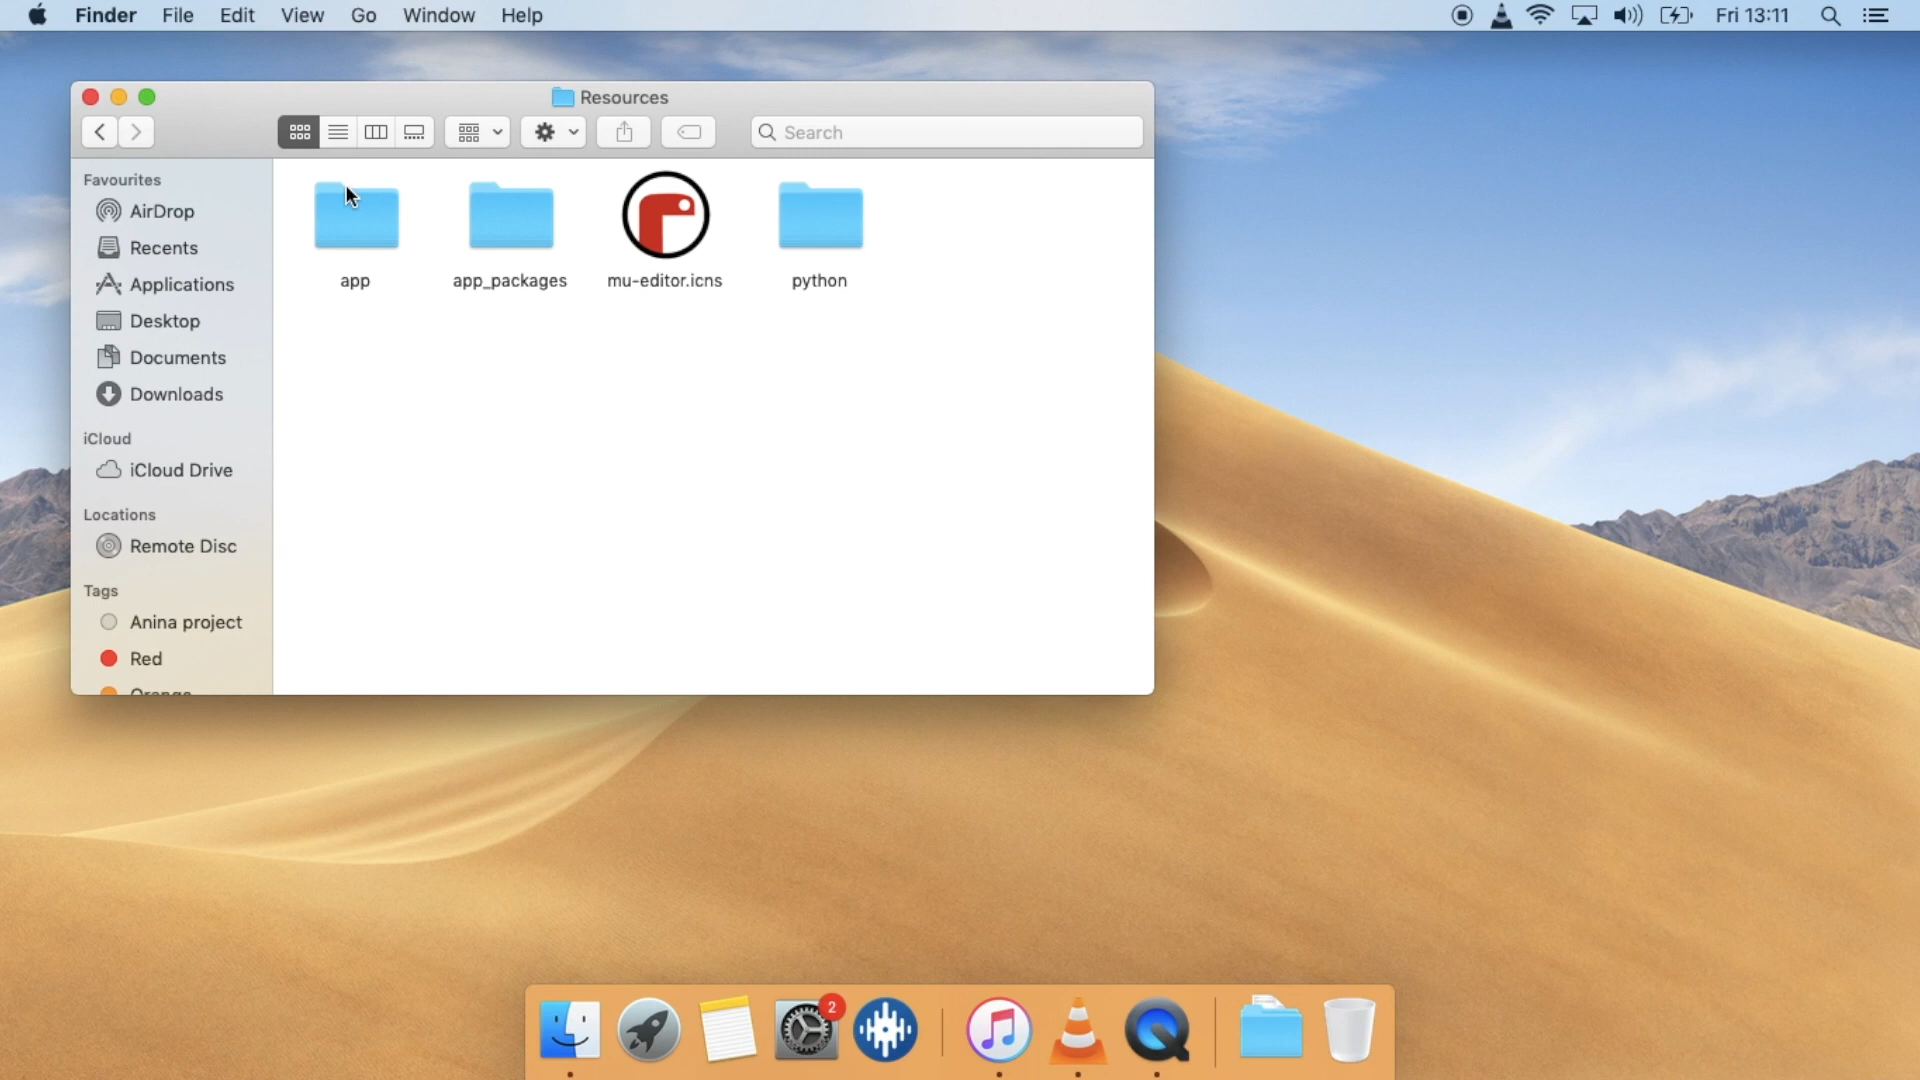 Finder File Edit View Go Window Help Fri 13:11
Resources
Search
Favourites
AirDrop
Recents
Applications
Desktop
Documents
Downloads
iCloud
iCloud Drive
Locations
Remote Disc
Tags
Anina project
Red
Orange
app app_packages mu-editor.icns python
2